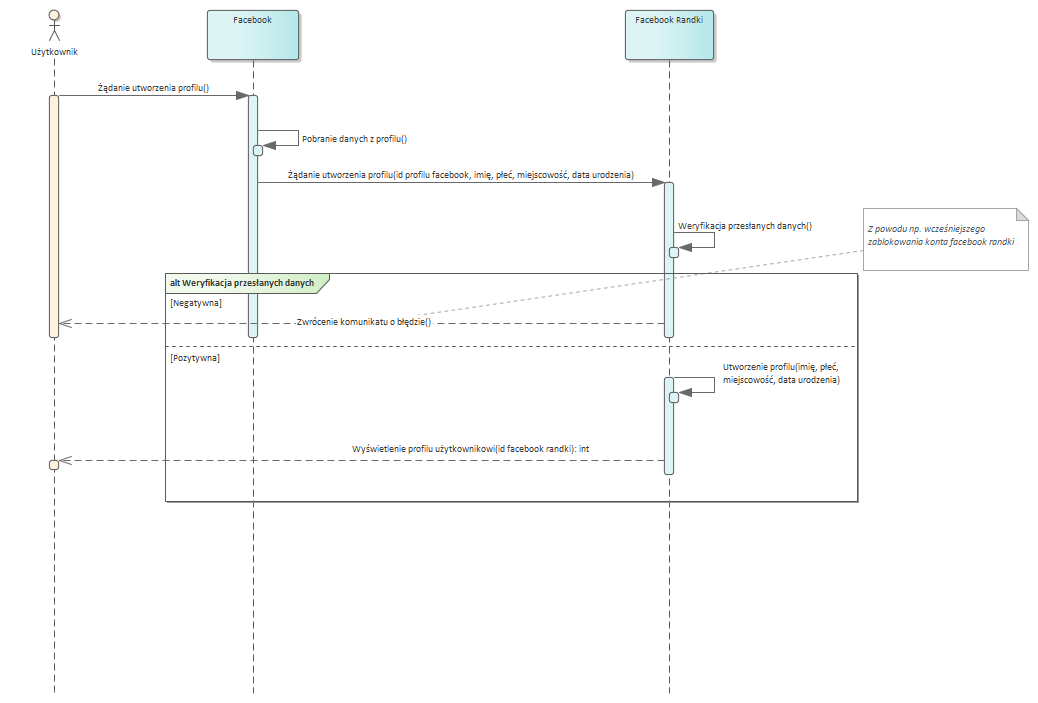 Facebook
Facebook Randki
Użytkownik
Żądanie utworzenia profilu()
Pobranie danych z profilu()
Żądanie utworzenia profilu(id profilu facebook, imię, płeć, miejscowość, data urodzenia)
Weryfikacja przesłanych danych()
Z powodu np. wcześniejszego
zablokowania konta facebook randki
alt Weryfikacja przesłanych danych
[Negatywna]
Zwrócenie komunikatu o błędzie()
[Pozytywna]
Utworzenie profilu(imię, płeć,
miejscowość, data urodzenia)
Wyświetlenie profilu użytkownikowi(id facebook randki): int